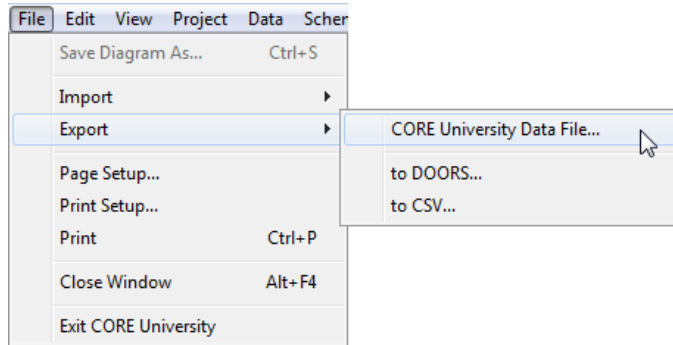 File Edit View Project Data Schem
Save Diagram As... Ctrl+S
Import
Export
CORE University Data File...
to DOORS...
to CSV...
Page Setup...
Print Setup...
Print Ctrl+P
Close Window Alt+F4
Exit CORE University